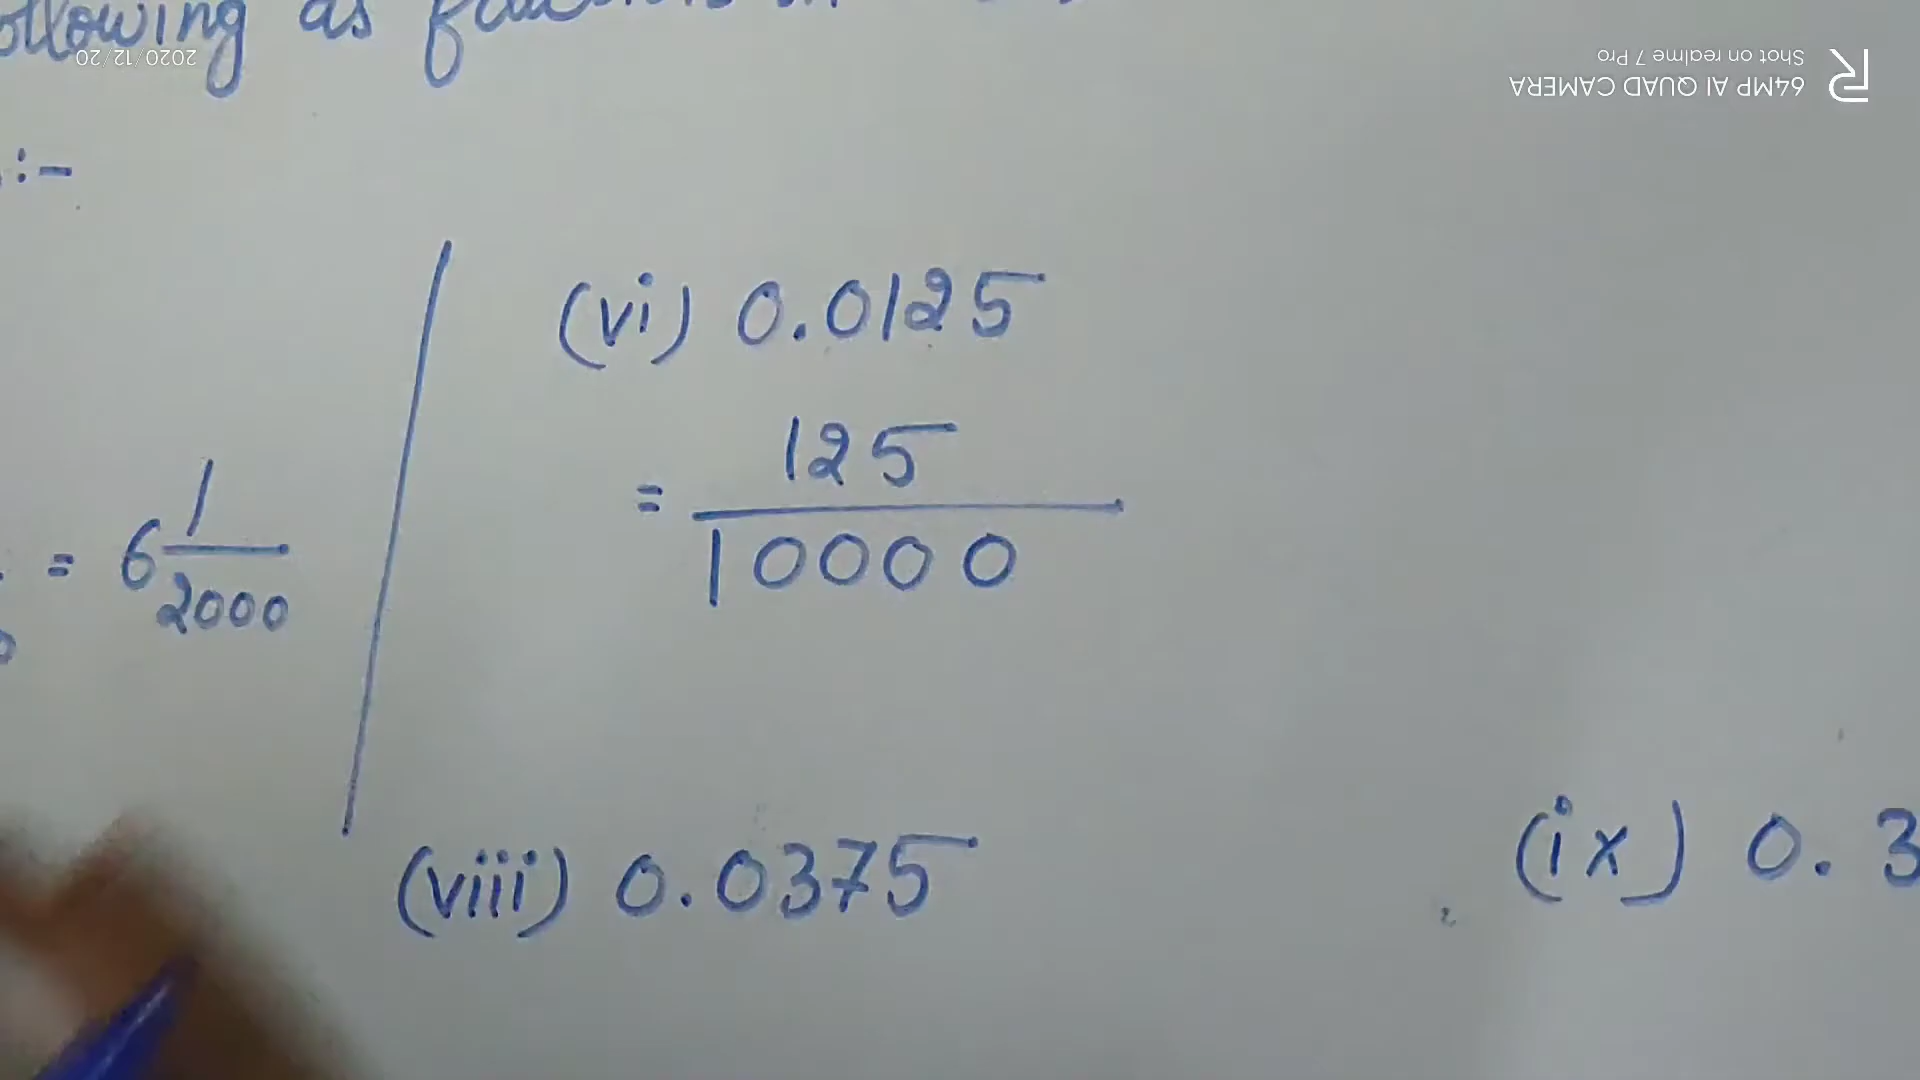 ollowing as
2020/12/20
64MP AI QUAD CAMERA
Shot on realme 7 Pro
:-
(vi) 0.0125
= 125
10000
= 6 1
2000
(viii) 0.0375
(ix) 0.3